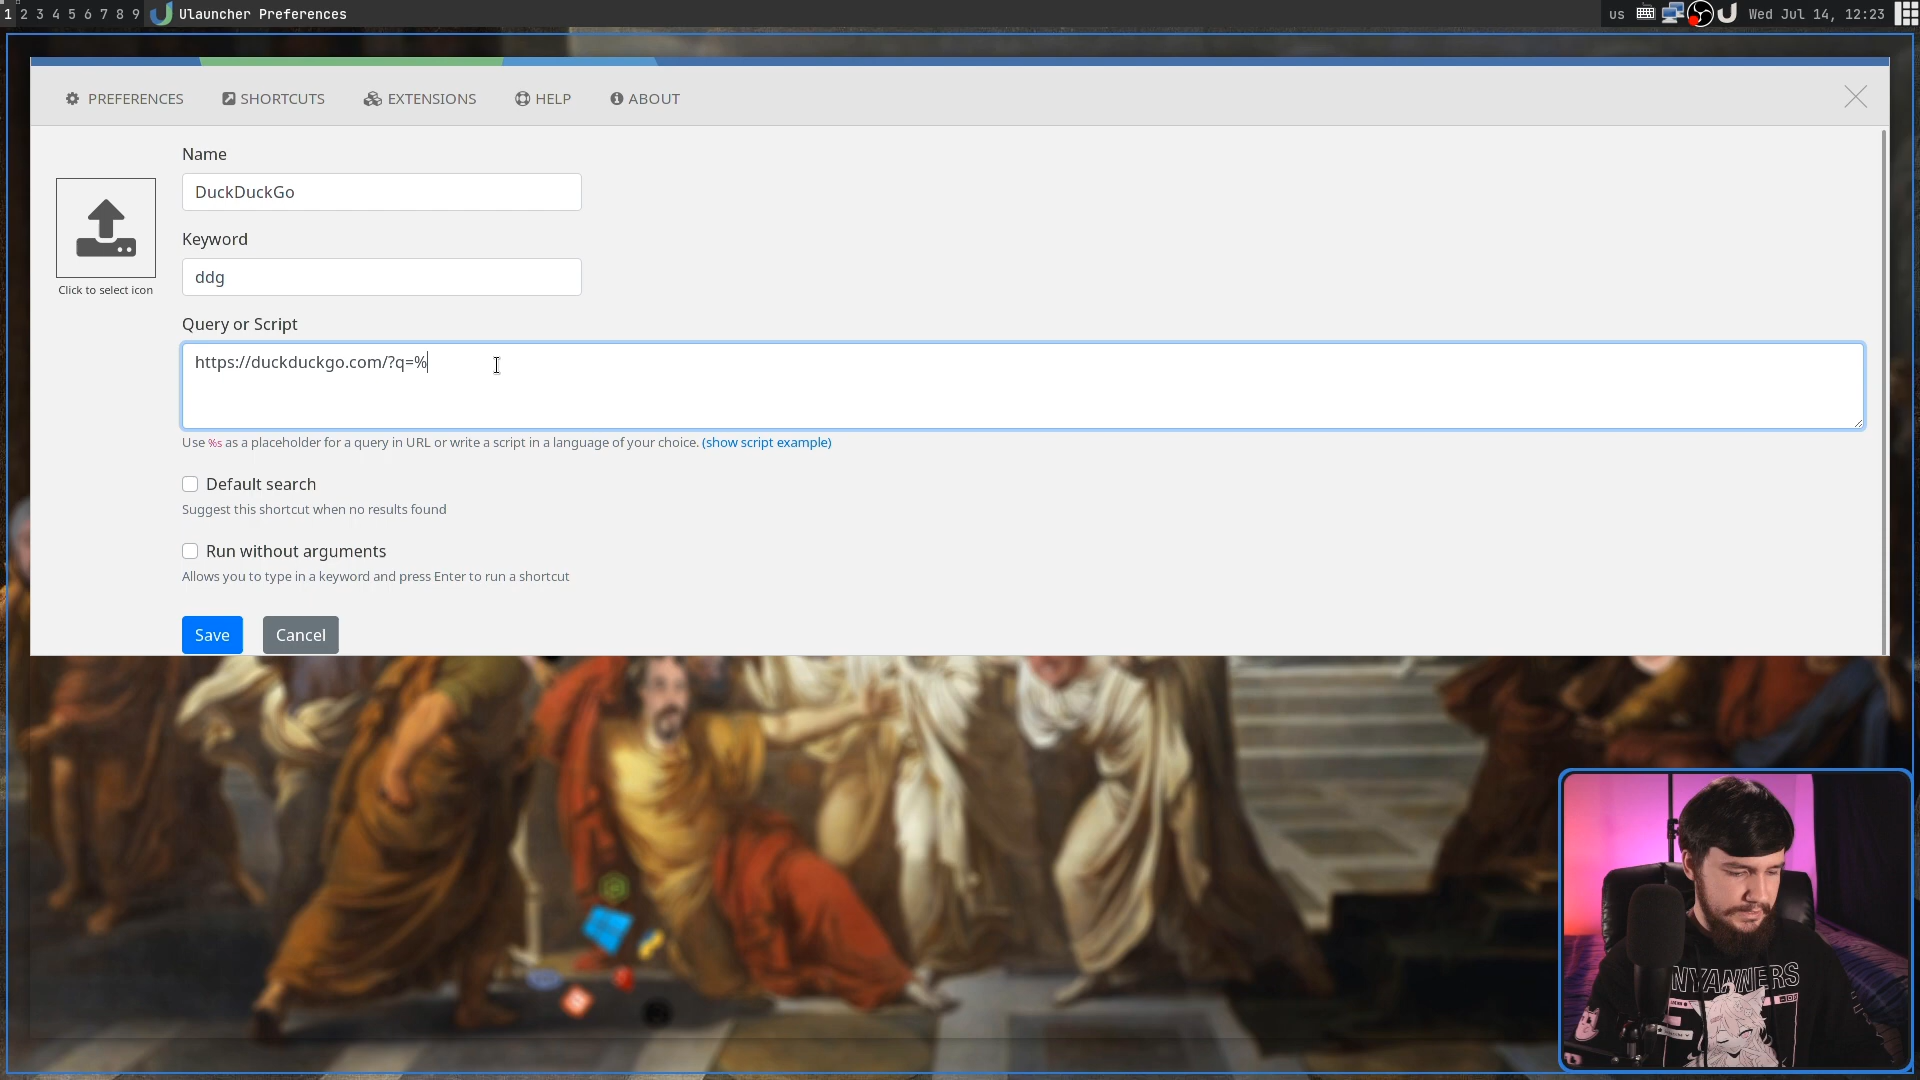 1 2 3 4 5 6 7 8 9 Ulauncher Preferences us Wed Jul 14, 12:23
PREFERENCES SHORTCUTS EXTENSIONS HELP ABOUT
Name
DuckDuckGo
Keyword
ddg
Click to select icon
Query or Script
https://duckduckgo.com/?q=%
Use %s as a placeholder for a query in URL or write a script in a language of your choice. (show script example)
Default search
Suggest this shortcut when no results found
Run without arguments
Allows you to type in a keyword and press Enter to run a shortcut
Save Cancel
NYANNERS